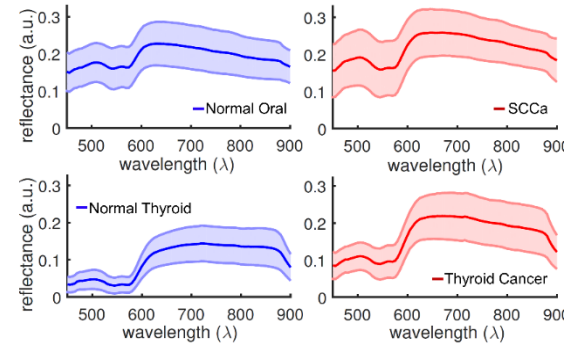 0.3
0.2
0.1
0
reflectance (a.u.)
500 600 700 800 900
wavelength (λ)
Normal Oral
0.3
0.2
0.1
0
500 600 700 800 900
wavelength (λ)
SCCa
0.3
0.2
0.1
0
reflectance (a.u.)
500 600 700 800 900
wavelength (λ)
Normal Thyroid
0.3
0.2
0.1
0
500 600 700 800 900
wavelength (λ)
Thyroid Cancer